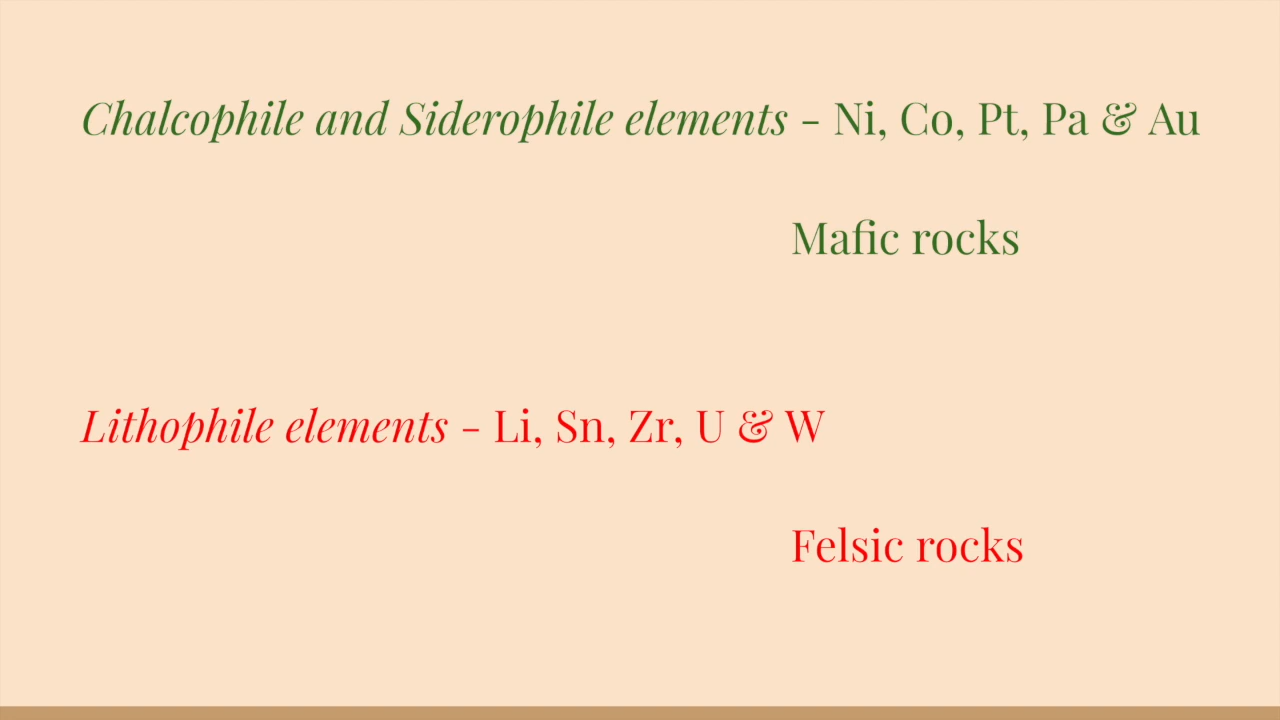 Chalcophile and Siderophile elements - Ni, Co, Pt, Pa & Au
Mafic rocks
Lithophile elements - Li, Sn, Zr, U & W
Felsic rocks